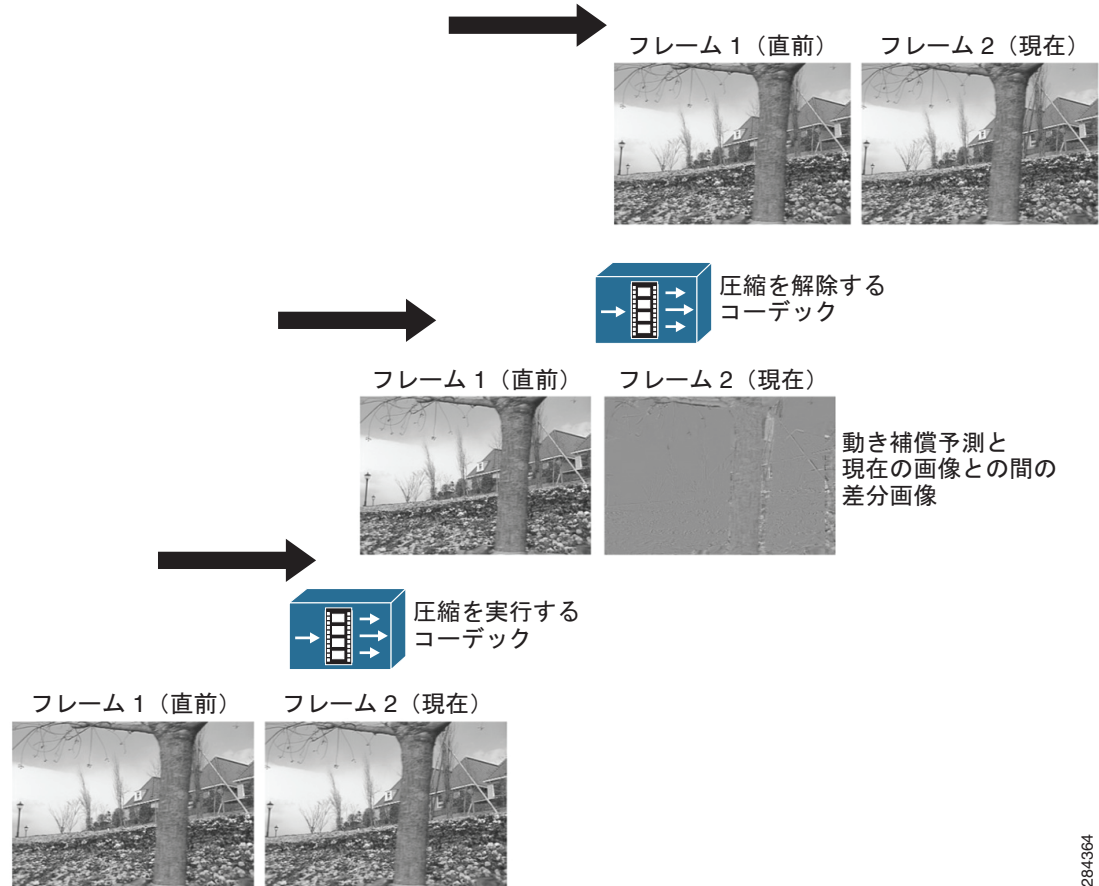 フレーム 1（直前）
フレーム 2（現在）
圧縮を解除する
コーデック
フレーム 1（直前）
フレーム 2（現在）
動き補償予測と
現在の画像との間の
差分画像
圧縮を実行する
コーデック
フレーム 1（直前）
フレーム 2（現在）
284364